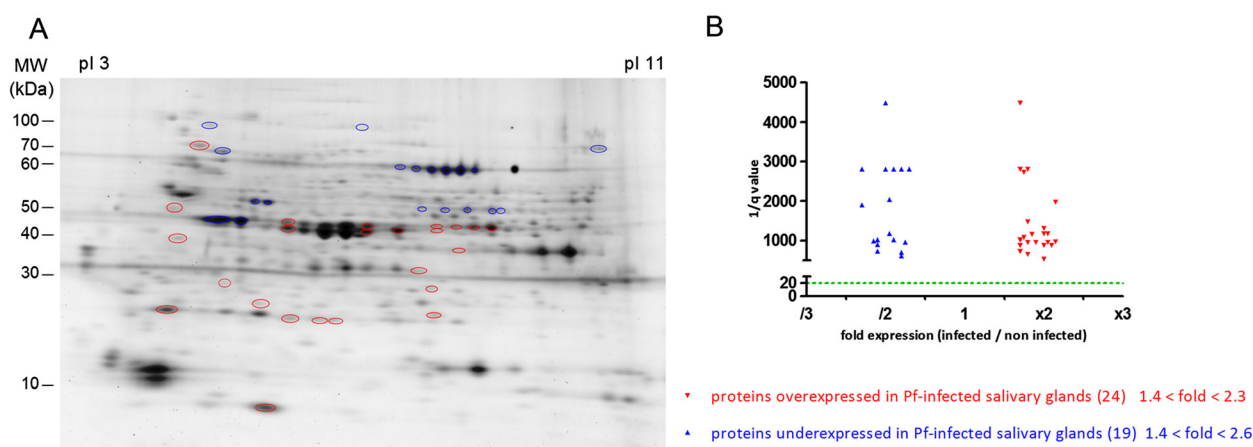 A
pI 3
pI 11
MW
(kDa)
100
70
60
50
40
30
10
B
5000
4000
3000
2000
1000
20
0
1/q value
/3 /2 1 x2 x3
fold expression (infected / non infected)
proteins overexpressed in Pf-infected salivary glands (24) 1.4 < fold < 2.3
proteins underexpressed in Pf-infected salivary glands (19) 1.4 < fold < 2.6